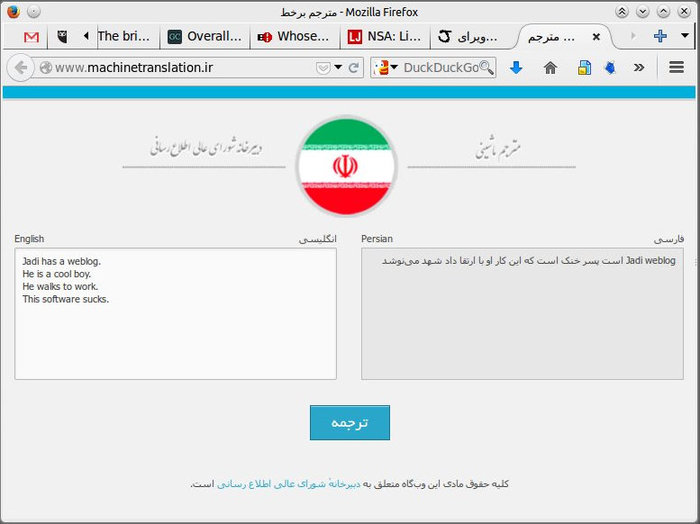 مترجم برخط - Mozilla Firefox
The bri...
GC Overall...
Whose...
LJ NSA: Li...
ویرای...
مترجم ...
www.machinetranslation.ir
DuckDuckGo
مترجم ماشینی
دبیرخانه شورای عالی اطلاع رسانی
English
انگلیسی
Persian
فارسی
Jadi has a weblog.
He is a cool boy.
He walks to work.
This software sucks.
Jadi weblog است پسر خنک است که این کار او با ارتقا داد شهد می‌نوشد
ترجمه
کلیه حقوق مادی این وب‌گاه متعلق به دبیرخانهٔ شورای عالی اطلاع رسانی است.